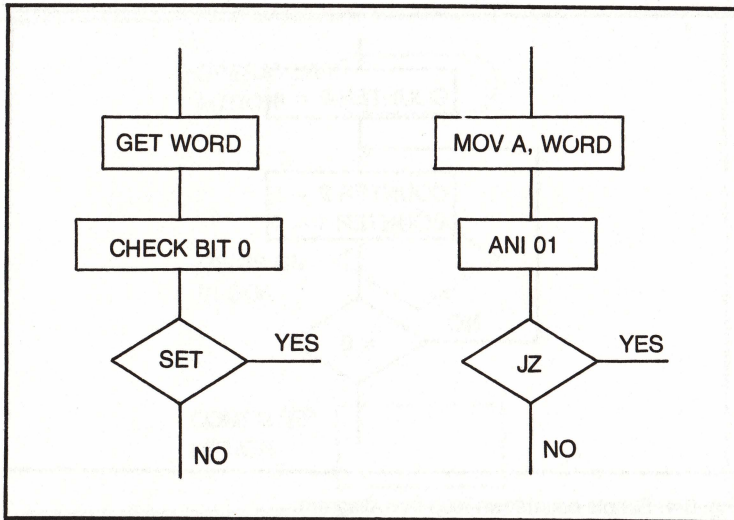 GET WORD
CHECK BIT 0
SET
YES
NO
MOV A, WORD
ANI 01
JZ
YES
NO